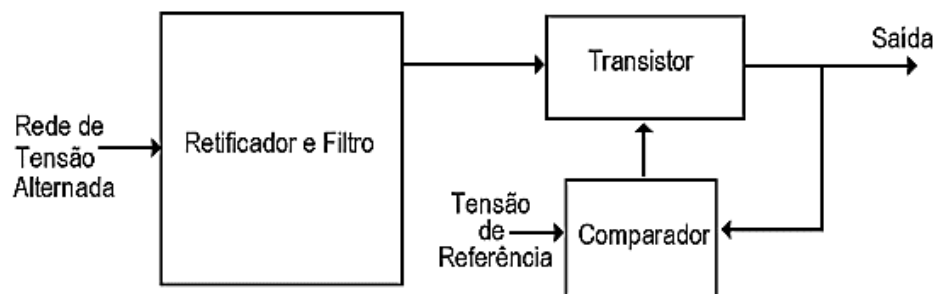 Rede de
Tensão
Alternada
Retificador e Filtro
Transistor
Saída
Tensão
de
Referência
Comparador